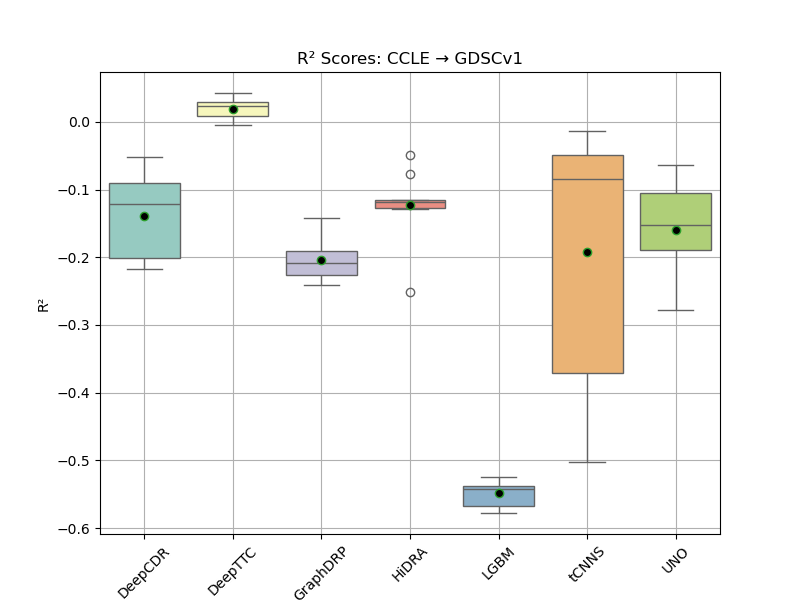 R² Scores: CCLE → GDSCv1
R²
0.0
−0.1
−0.2
−0.3
−0.4
−0.5
−0.6
DeepCDR
DeepTTC
GraphDRP
HiDRA
LGBM
tCNNS
UNO